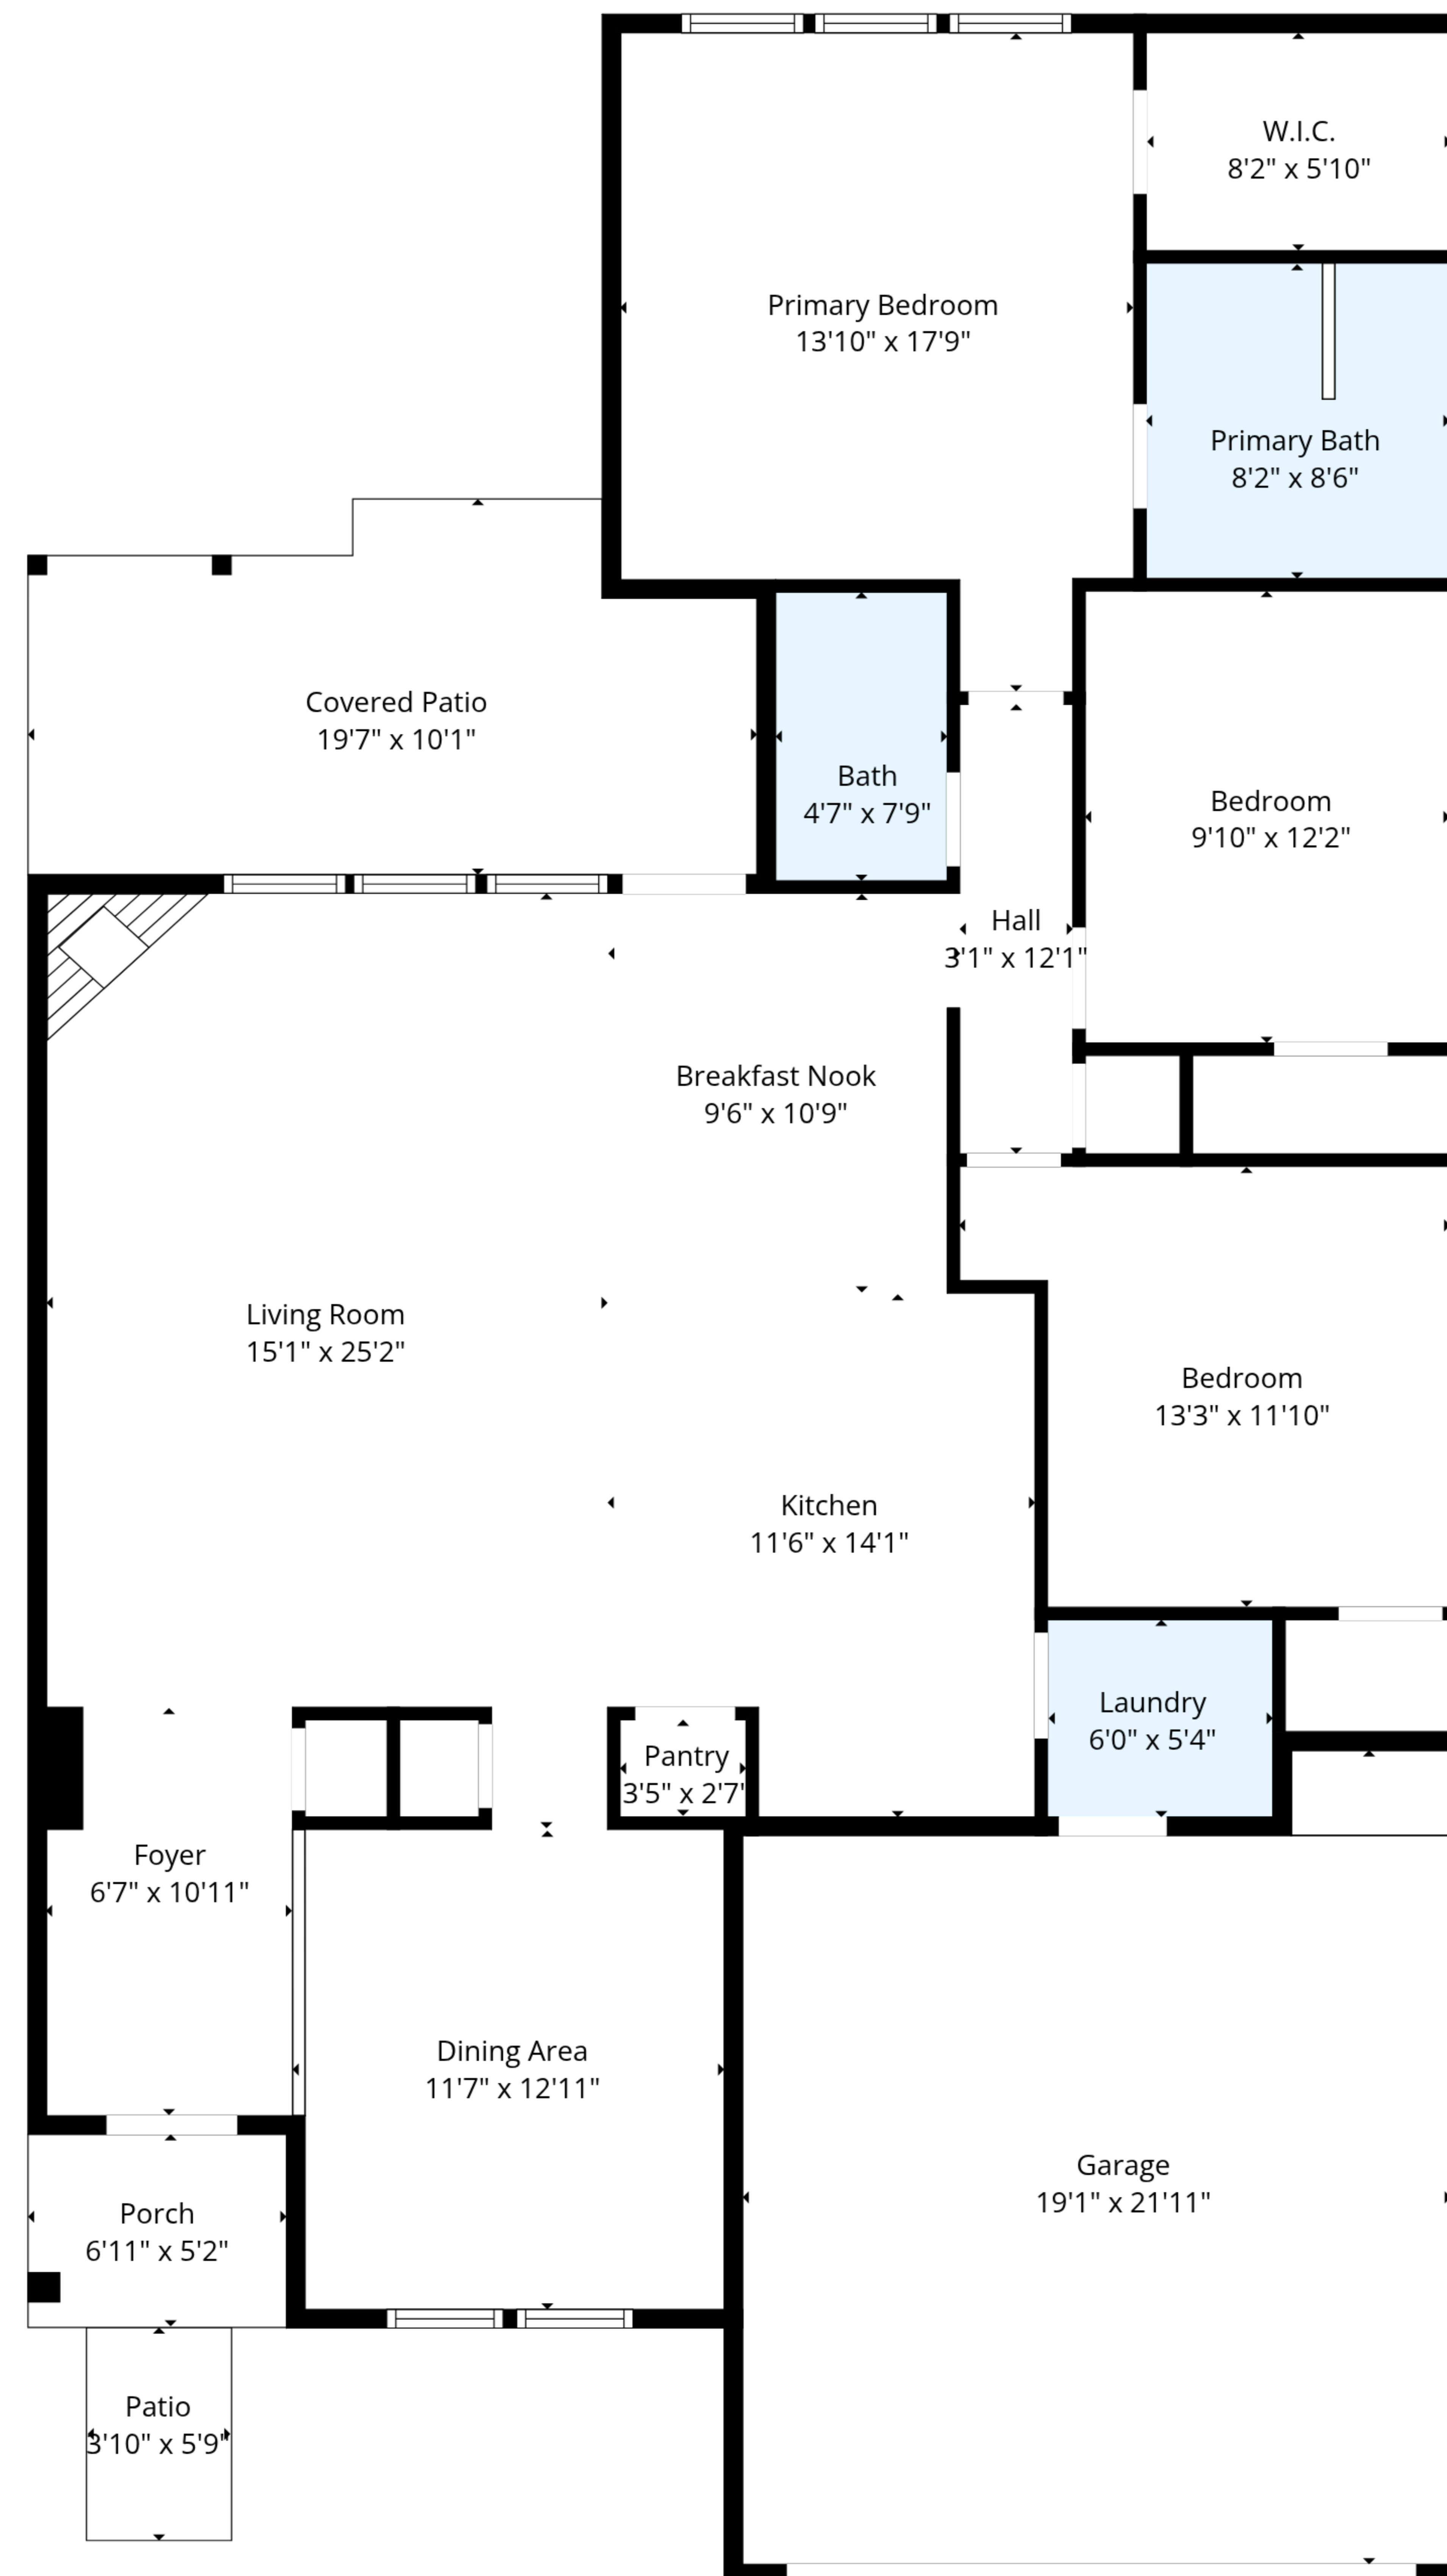 W.I.C.
8'2" x 5'10"
Primary Bedroom
13'10" x 17'9"
Primary Bath
8'2" x 8'6"
Covered Patio
19'7" x 10'1"
Bath
4'7" x 7'9"
Bedroom
9'10" x 12'2"
Hall
3'1" x 12'1"
Breakfast Nook
9'6" x 10'9"
Living Room
15'1" x 25'2"
Bedroom
13'3" x 11'10"
Kitchen
11'6" x 14'1"
Laundry
6'0" x 5'4"
Pantry
3'5" x 2'7"
Foyer
6'7" x 10'11"
Dining Area
11'7" x 12'11"
Garage
19'1" x 21'11"
Porch
6'11" x 5'2"
Patio
3'10" x 5'9"